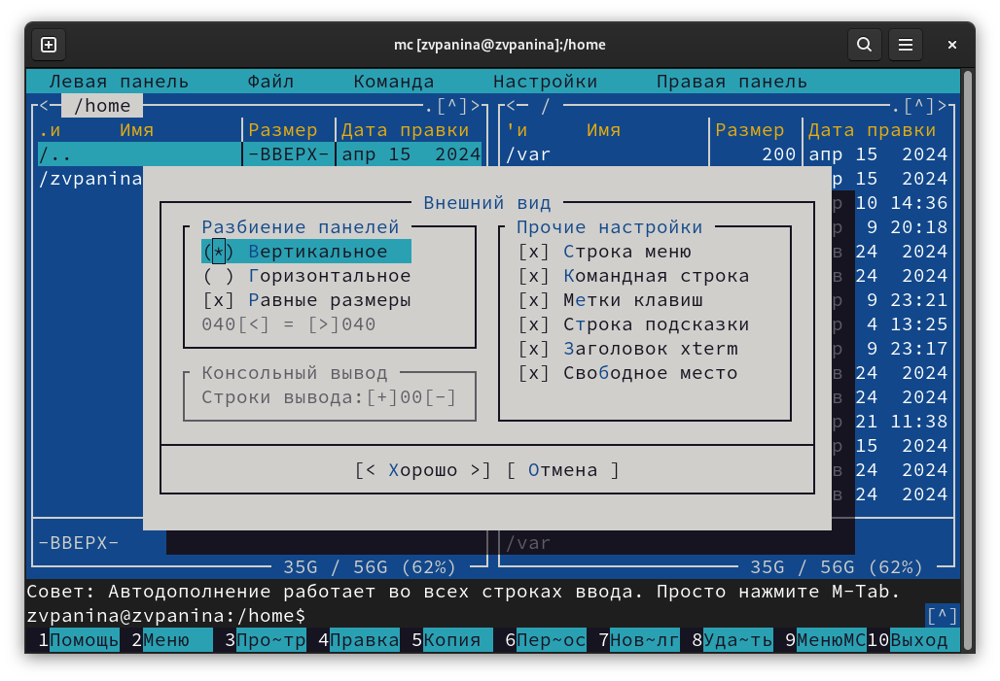 mc [zvpanina@zvpanina]:/home
Левая панель Файл Команда Настройки Правая панель
<─ /home ─.[^]> <─ / ─.[^]>
.и Имя Размер Дата правки 'и Имя Размер Дата правки
/.. -ВВЕРХ- апр 15 2024 /var 200 апр 15 2024
/zvpanina р 15 2024
Внешний вид р 10 14:36
Разбиение панелей Прочие настройки р 9 20:18
(*) Вертикальное [x] Строка меню в 24 2024
( ) Горизонтальное [x] Командная строка в 24 2024
[x] Равные размеры [x] Метки клавиш р 9 23:21
040[<] = [>]040 [x] Строка подсказки р 4 13:25
[x] Заголовок xterm р 9 23:17
Консольный вывод [x] Свободное место в 24 2024
Строки вывода:[+]00[-] в 24 2024
р 21 11:38
р 15 2024
[< Хорошо >] [ Отмена ] в 24 2024
в 24 2024
-ВВЕРХ- /var
35G / 56G (62%) 35G / 56G (62%)
Совет: Автодополнение работает во всех строках ввода. Просто нажмите M-Tab.
zvpanina@zvpanina:/home$ [^]
1Помощь 2Меню 3Про~тр 4Правка 5Копия 6Пер~ос 7Нов~лг 8Уда~ть 9МенюMC 10Выход